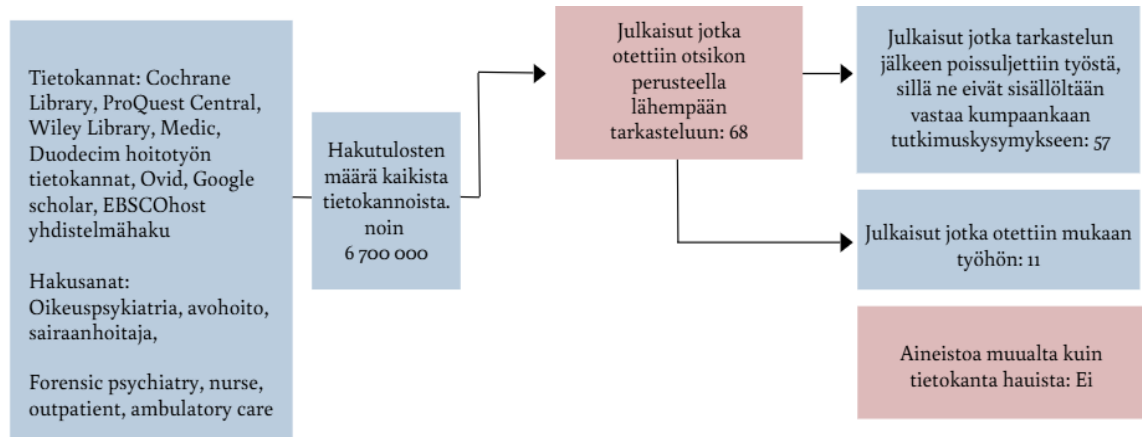 Tietokannat: Cochrane
Library, ProQuest Central,
Wiley Library, Medic,
Duodecim hoitotyön
tietokannat, Ovid, Google
scholar, EBSCOhost
yhdistelmähaku
Hakusanat:
Oikeuspsykiatria, avohoito,
sairaanhoitaja,
Forensic psychiatry, nurse,
outpatient, ambulatory care
Hakutulosten
määrä kaikista
tietokannoista.
noin
6 700 000
Julkaisut jotka
otettiin otsikon
perusteella
lähempään
tarkasteluun: 68
Julkaisut jotka tarkastelun
jälkeen poissuljettiin työstä,
sillä ne eivät sisällöltään
vastaa kumpaankaan
tutkimuskysymykseen: 57
Julkaisut jotka otettiin mukaan
työhön: 11
Aineistoa muualta kuin
tietokanta hauista: Ei